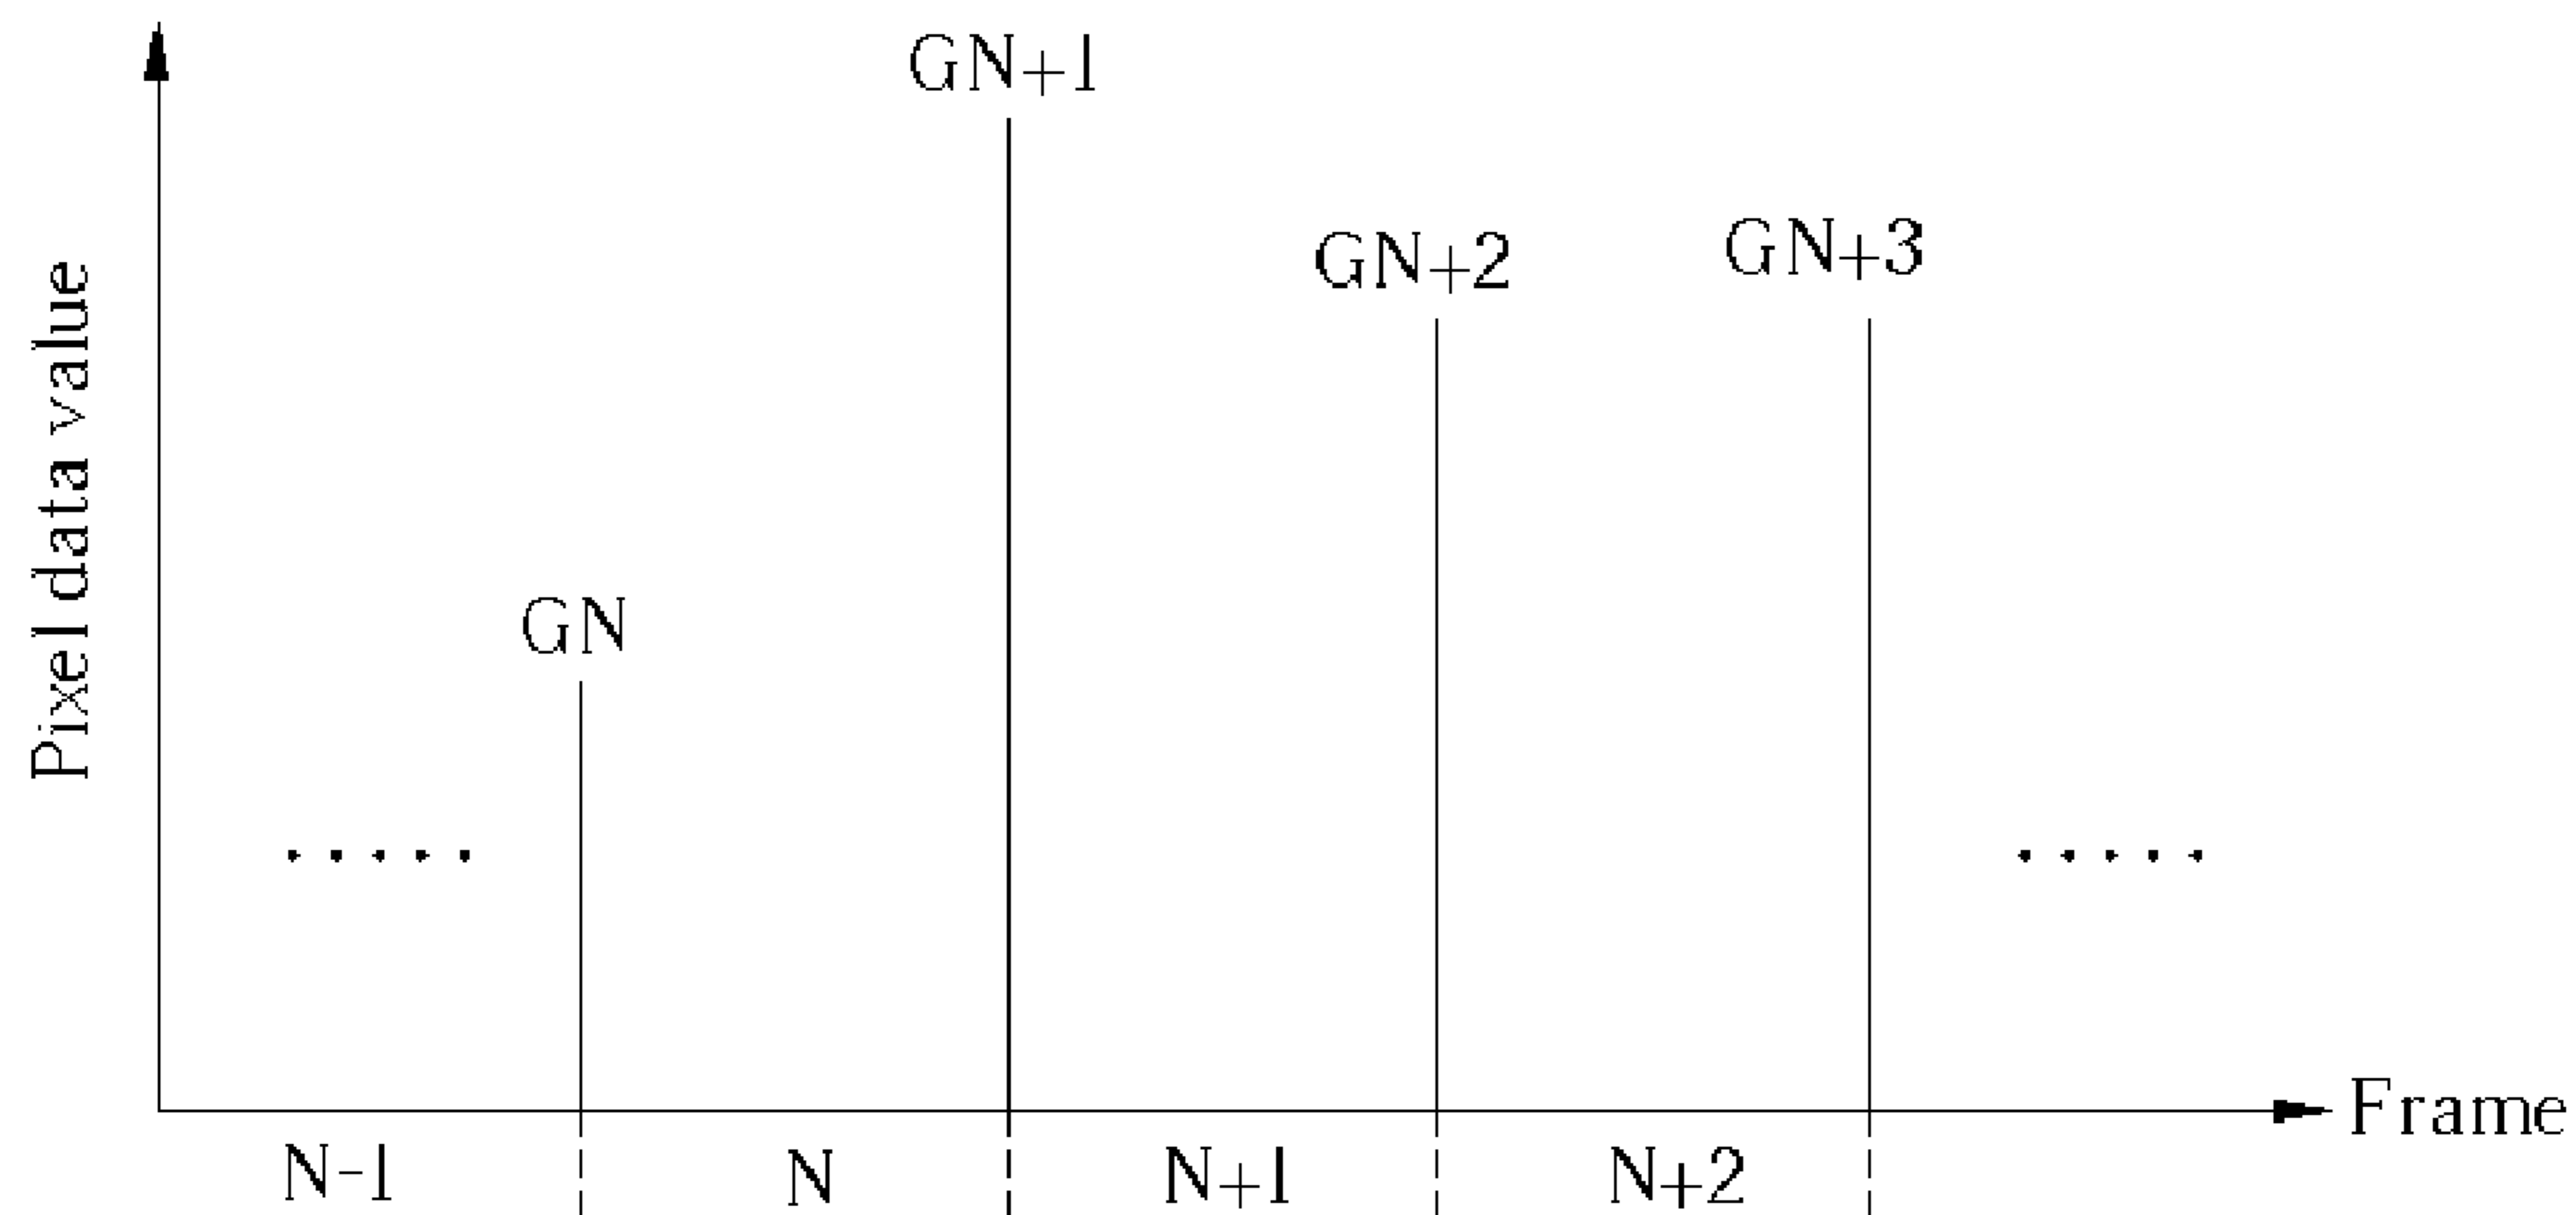 GN+1
GN+2
GN+3
Pixel data value
GN
.....
.....
Frame
N-1
N
N+1
N+2